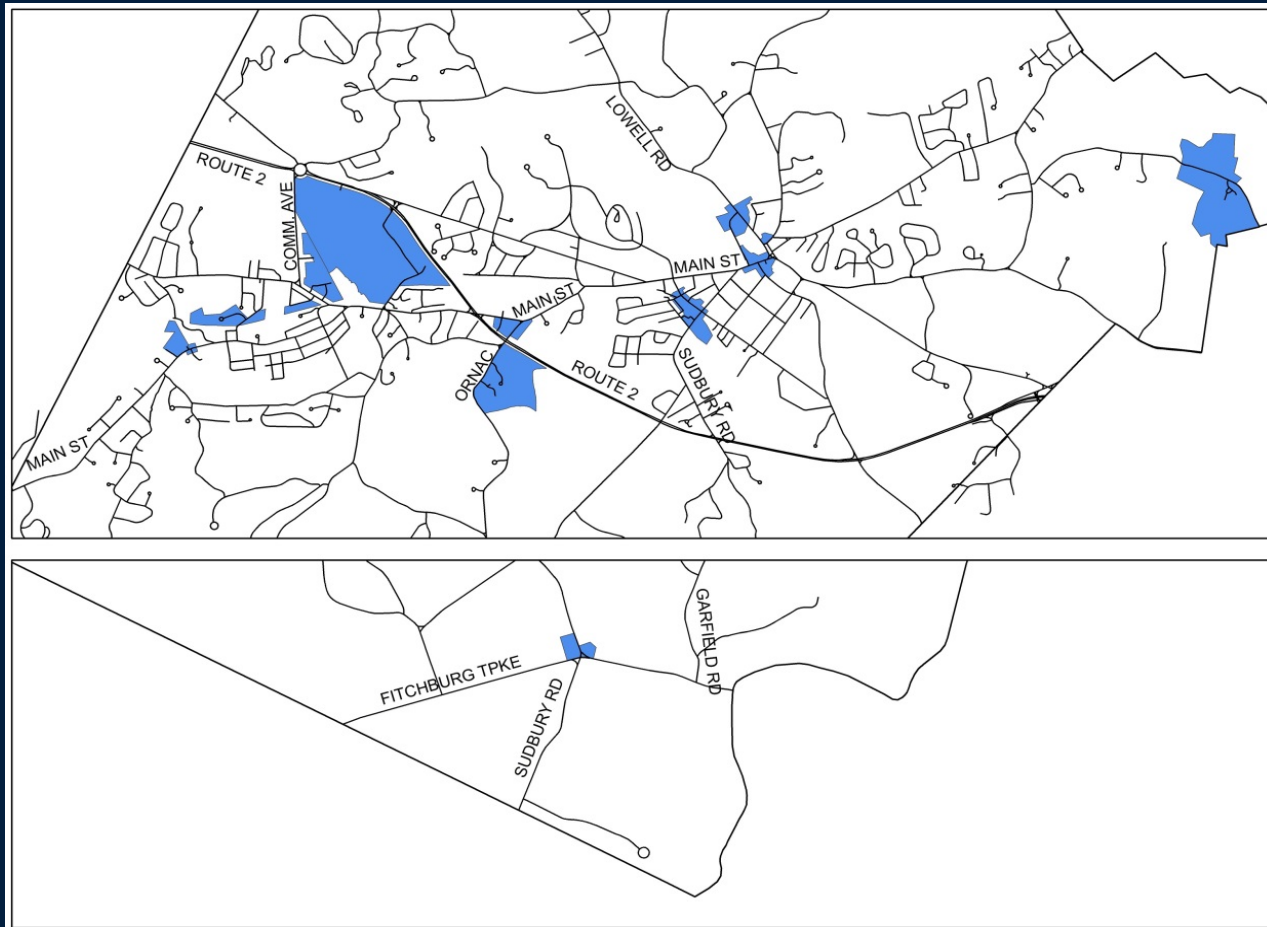 LOWELL RD
ROUTE 2
COMM. AVE
MAIN ST
MAIN ST
ORNAC
ROUTE 2
SUDBURY RD
MAIN ST
GARFIELD RD
FITCHBURG TPKE
SUDBURY RD